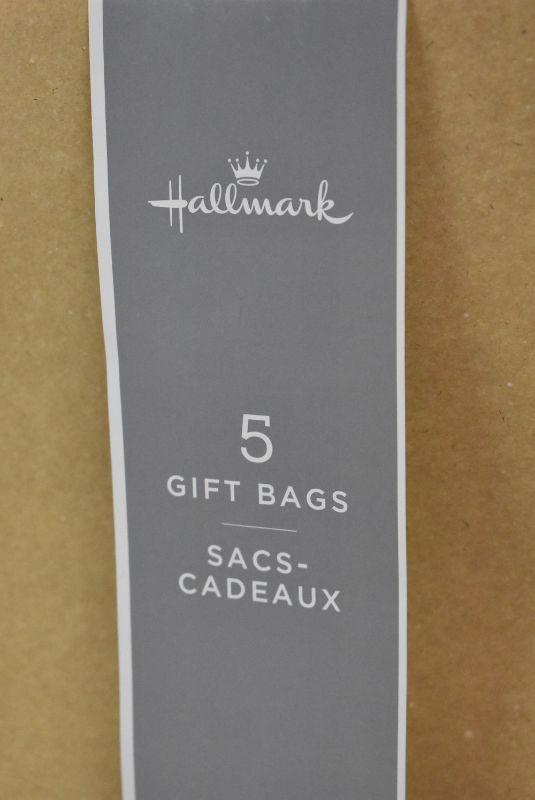 Hallmark
5
GIFT BAGS
SACS-
CADEAUX